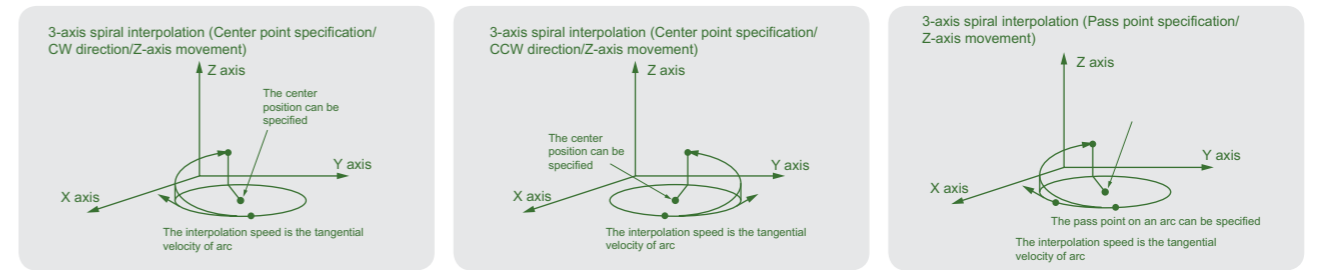 3-axis spiral interpolation (Center point specification/
CW direction/Z-axis movement)
Z axis
The center
position can be
specified
Y axis
X axis
The interpolation speed is the tangential
velocity of arc
3-axis spiral interpolation (Center point specification/
CCW direction/Z-axis movement)
Z axis
The center
position can be
specified
Y axis
X axis
The interpolation speed is the tangential
velocity of arc
3-axis spiral interpolation (Pass point specification/
Z-axis movement)
Z axis
Y axis
X axis
The pass point on an arc can be specified
The interpolation speed is the tangential
velocity of arc